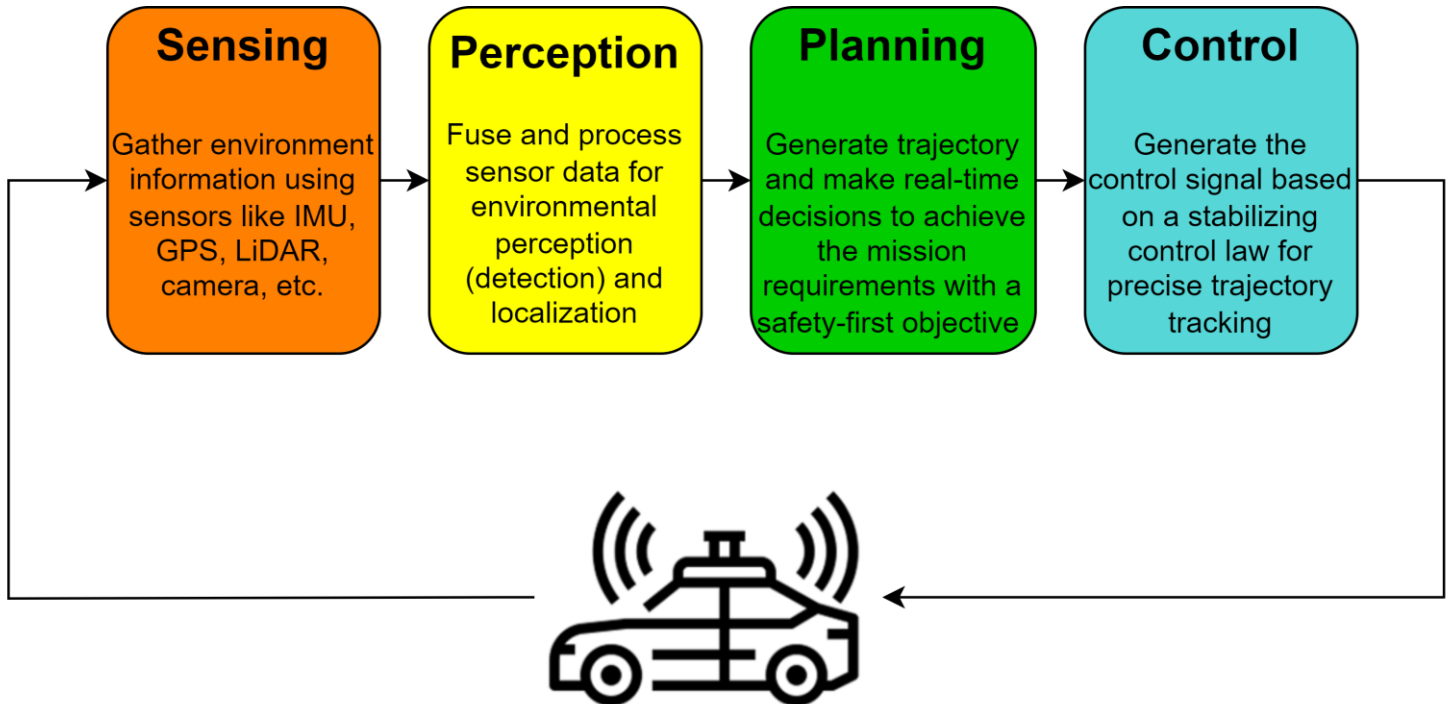 Sensing
Gather environment
information using
sensors like IMU,
GPS, LiDAR,
camera, etc.
Perception
Fuse and process
sensor data for
environmental
perception
(detection) and
localization
Planning
Generate trajectory
and make real-time
decisions to achieve
the mission
requirements with a
safety-first objective
Control
Generate the
control signal based
on a stabilizing
control law for
precise trajectory
tracking